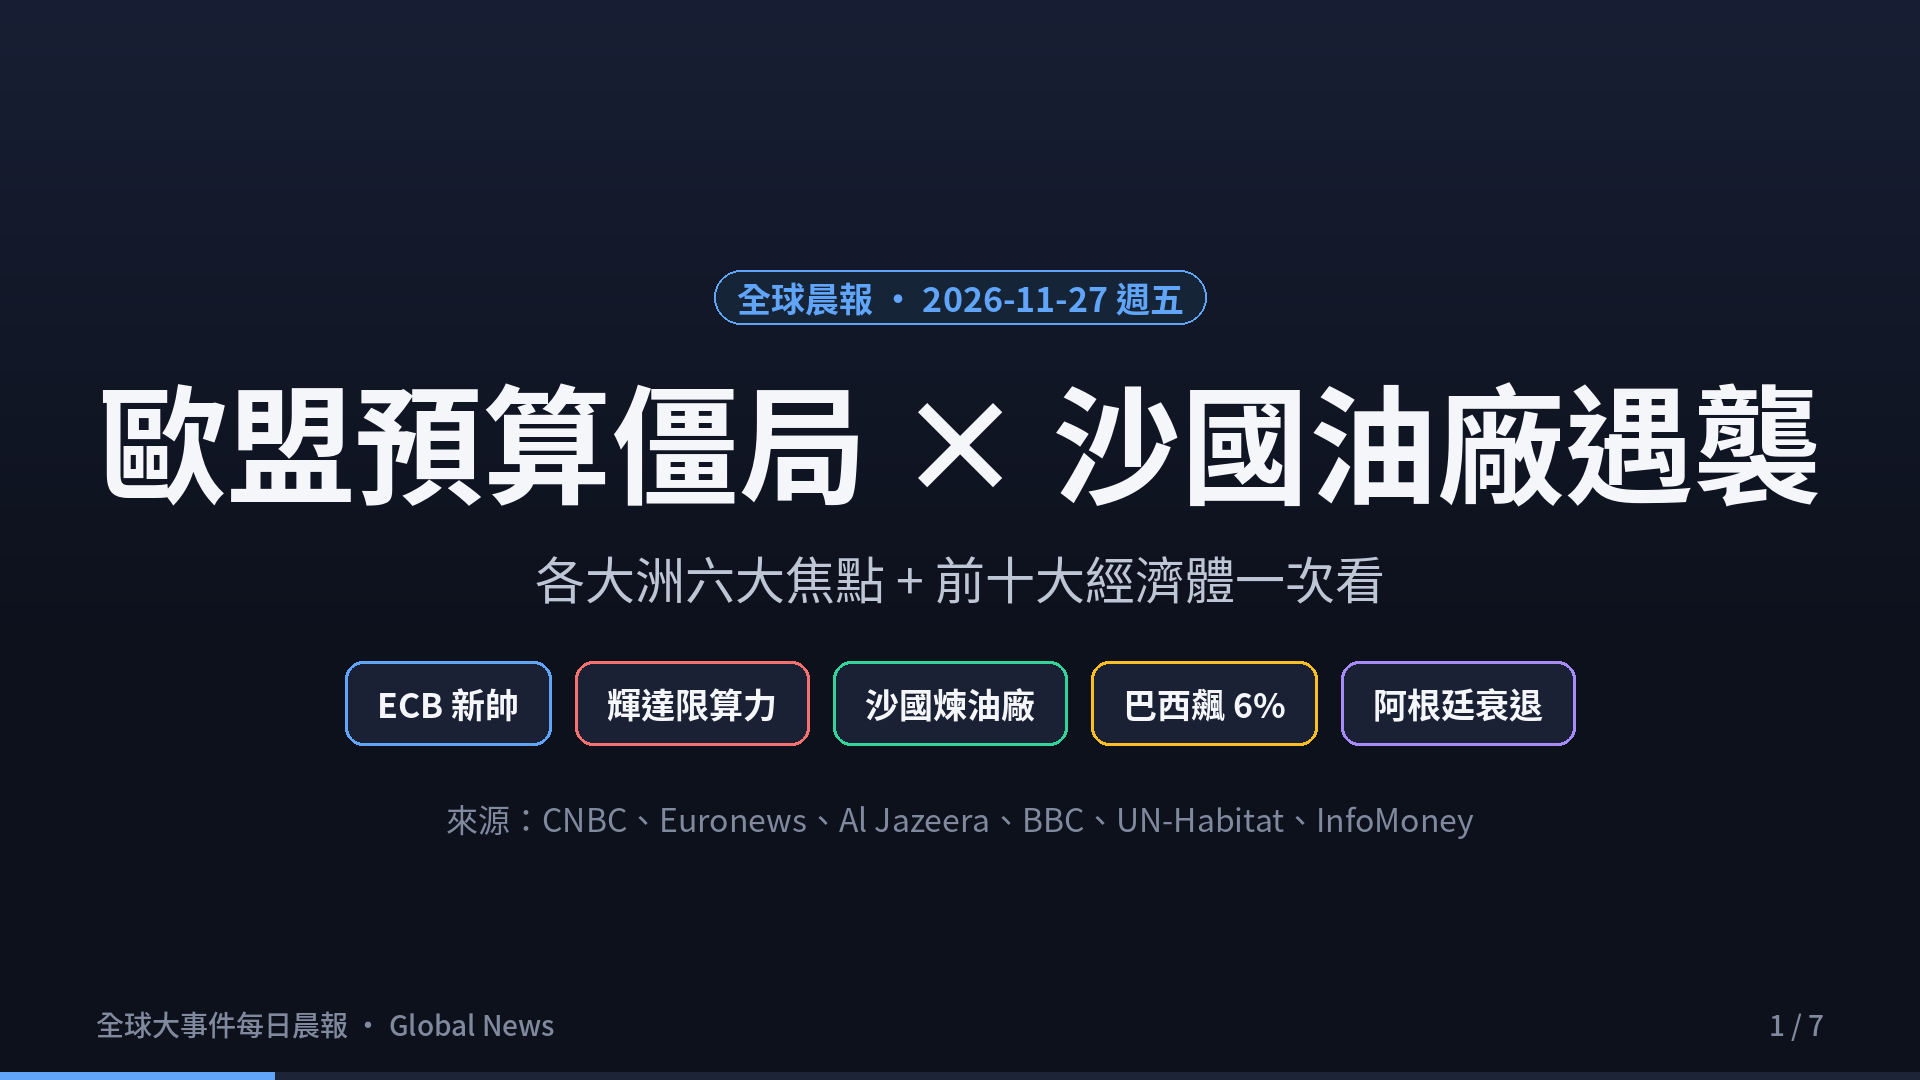 全球晨報 • 2026-11-27 週五
歐盟預算僵局 × 沙國油廠遇襲
各大洲六大焦點 + 前十大經濟體一次看
ECB 新帥
輝達限算力
沙國煉油廠
巴西飆 6%
阿根廷衰退
來源：CNBC、Euronews、Al Jazeera、BBC、UN-Habitat、InfoMoney
全球大事件每日晨報 • Global News
1 / 7